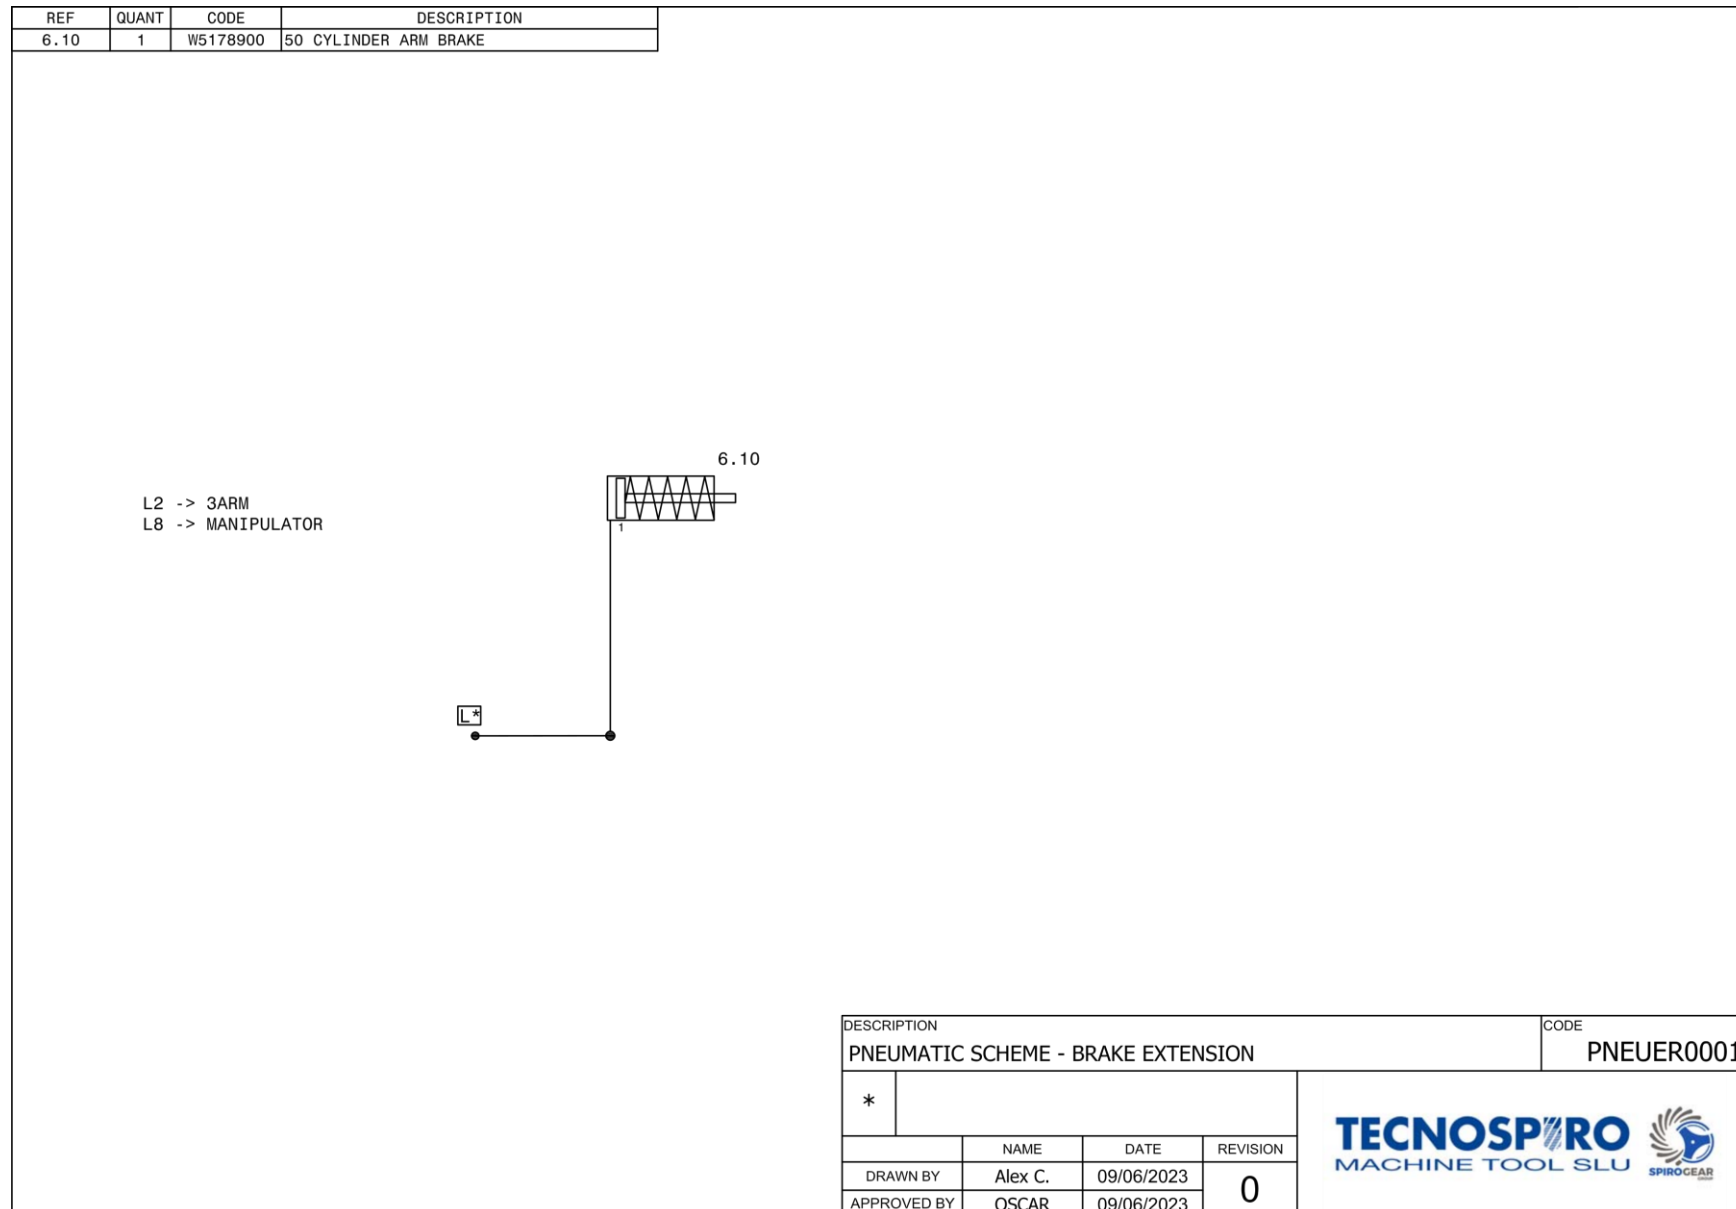 REF QUANT CODE DESCRIPTION
6.10 1 W5178900 50 CYLINDER ARM BRAKE
6.10
L2 -> 3ARM
L8 -> MANIPULATOR
1
L*
DESCRIPTION CODE
PNEUMATIC SCHEME - BRAKE EXTENSION PNEUER0001
*
TECNOSPIRO
MACHINE TOOL SLU
SPIROGEAR
GROUP
NAME DATE REVISION
DRAWN BY Alex C. 09/06/2023 0
APPROVED BY OSCAR 09/06/2023